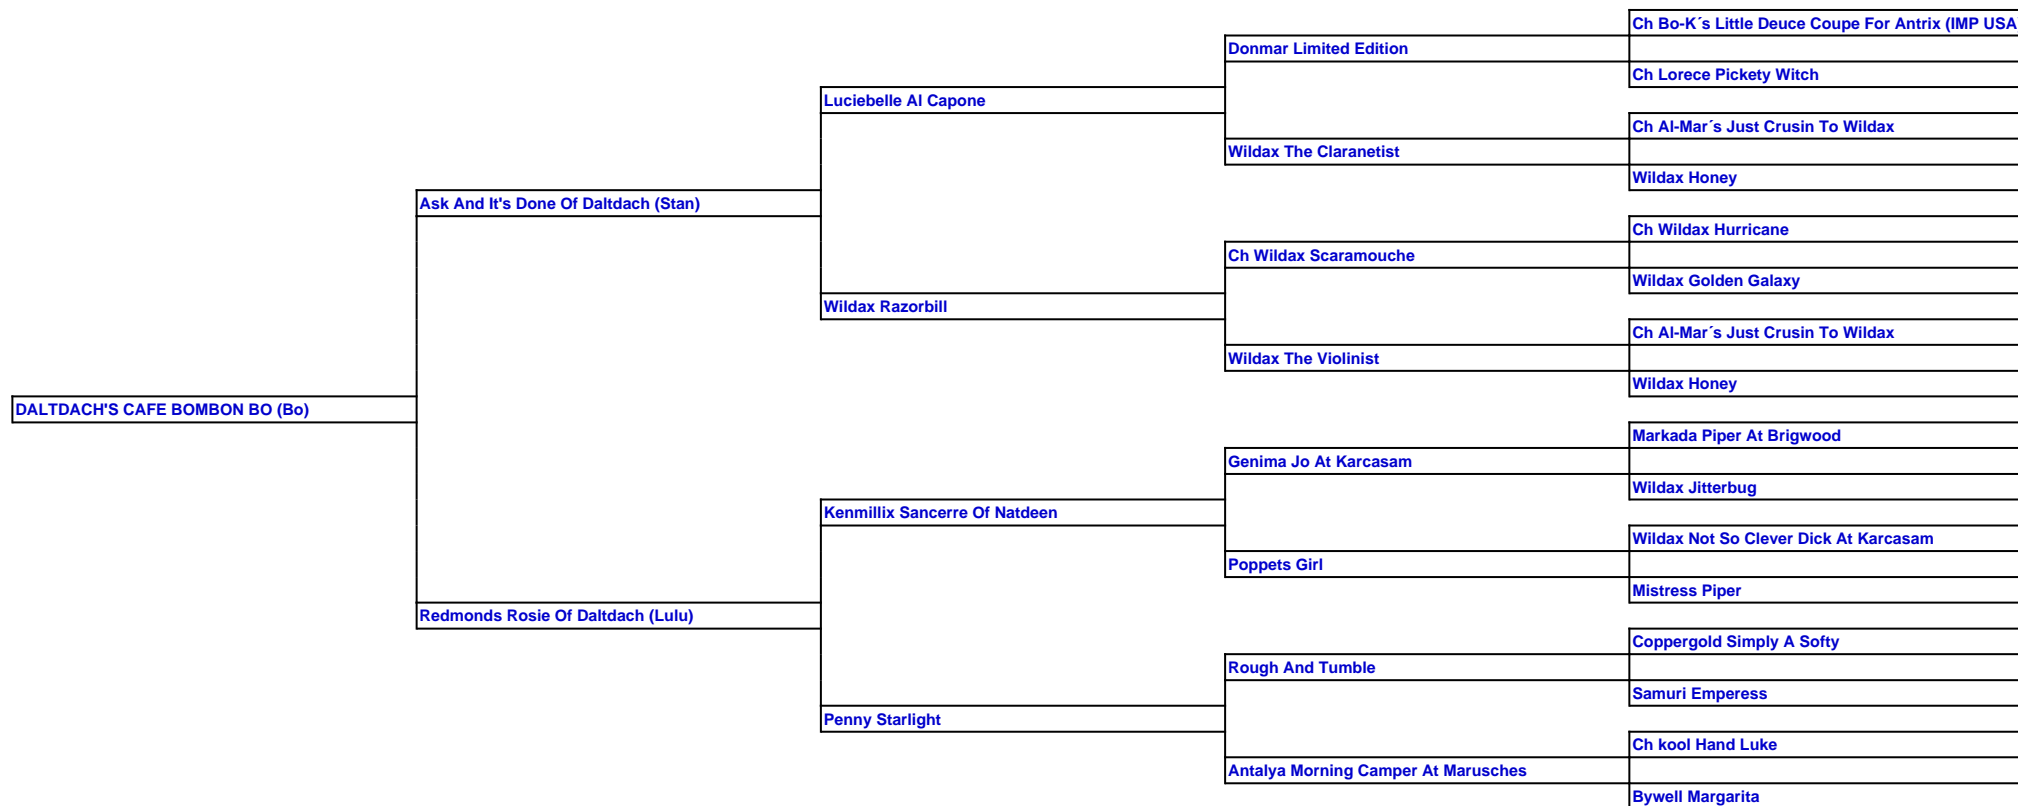 Ch Bo-K´s Little Deuce Coupe For Antrix (IMP USA
Donmar Limited Edition
Ch Lorece Pickety Witch
Luciebelle Al Capone
Ch Al-Mar´s Just Crusin To Wildax
Wildax The Claranetist
Wildax Honey
Ask And It's Done Of Daltdach (Stan)
Ch Wildax Hurricane
Ch Wildax Scaramouche
Wildax Golden Galaxy
Wildax Razorbill
Ch Al-Mar´s Just Crusin To Wildax
Wildax The Violinist
Wildax Honey
DALTDACH'S CAFE BOMBON BO (Bo)
Markada Piper At Brigwood
Genima Jo At Karcasam
Wildax Jitterbug
Kenmillix Sancerre Of Natdeen
Wildax Not So Clever Dick At Karcasam
Poppets Girl
Mistress Piper
Redmonds Rosie Of Daltdach (Lulu)
Coppergold Simply A Softy
Rough And Tumble
Samuri Emperess
Penny Starlight
Ch kool Hand Luke
Antalya Morning Camper At Marusches
Bywell Margarita